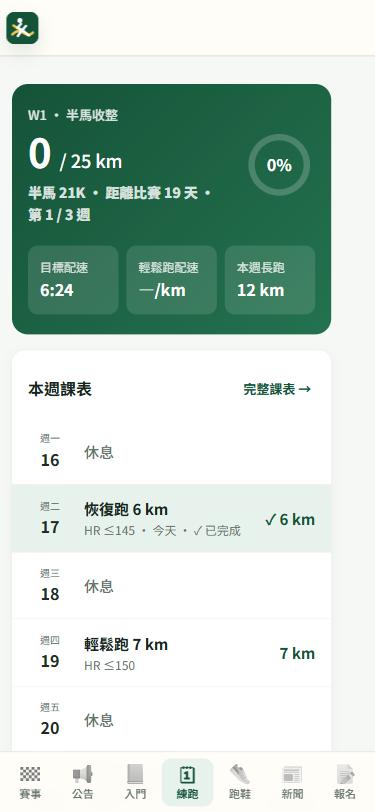 W1 • 半馬收整
0 / 25 km
0%
半馬 21K • 距離比賽 19 天 •
第 1 / 3 週
目標配速
6:24
輕鬆跑配速
—/km
本週長跑
12 km
本週課表
完整課表 →
週一
16
休息
週二
17
恢復跑 6 km
HR ≤145 • 今天 • ✓ 已完成
✓ 6 km
週三
18
休息
週四
19
輕鬆跑 7 km
HR ≤150
7 km
週五
20
休息
賽事
公告
入門
練跑
跑鞋
新聞
報名